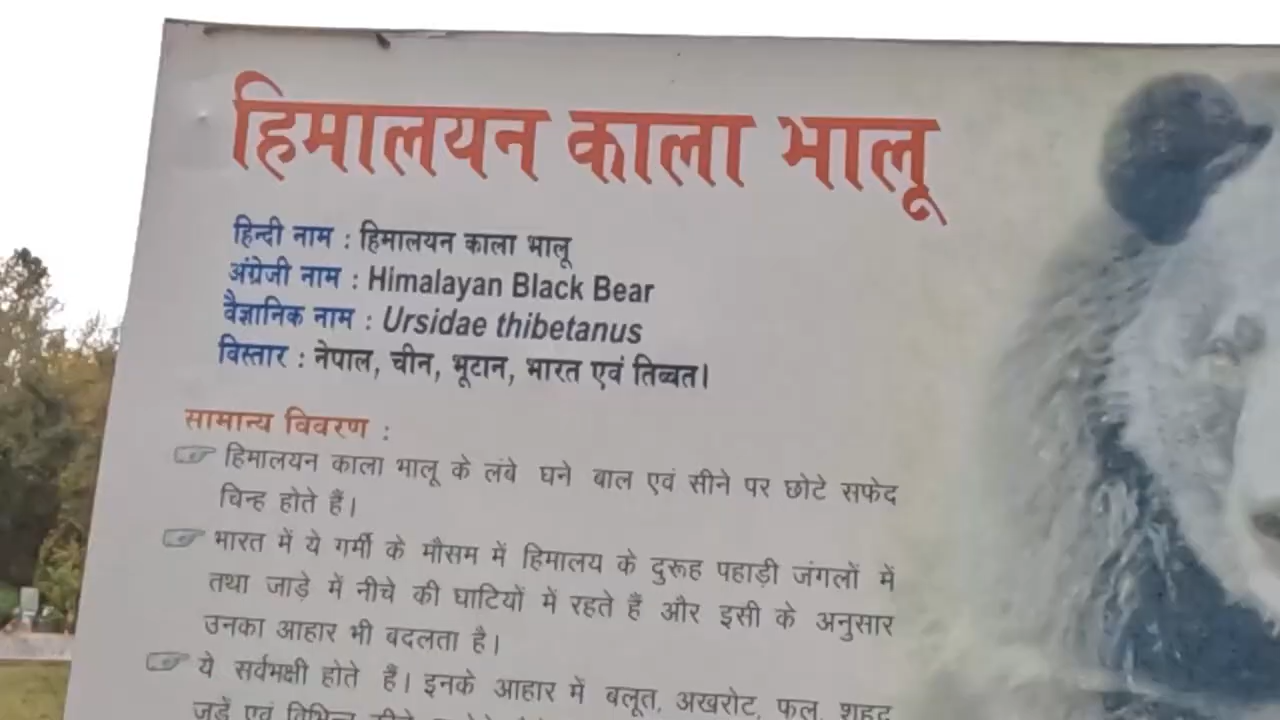 हिमालयन काला भालू
हिन्दी नाम : हिमालयन काला भालू
अंग्रेजी नाम : Himalayan Black Bear
वैज्ञानिक नाम : Ursidae thibetanus
विस्तार : नेपाल, चीन, भूटान, भारत एवं तिब्बत।
सामान्य विवरण :
हिमालयन काला भालू के लंबे घने बाल एवं सीने पर छोटे सफेद
चिन्ह होते हैं।
भारत में ये गर्मी के मौसम में हिमालय के दुरूह पहाड़ी जंगलों में
तथा जाड़े में नीचे की घाटियों में रहते हैं और इसी के अनुसार
उनका आहार भी बदलता है।
ये सर्वभक्षी होते हैं। इनके आहार में बलूत, अखरोट, फल, शहद
जड़ें एवं विभिन्न